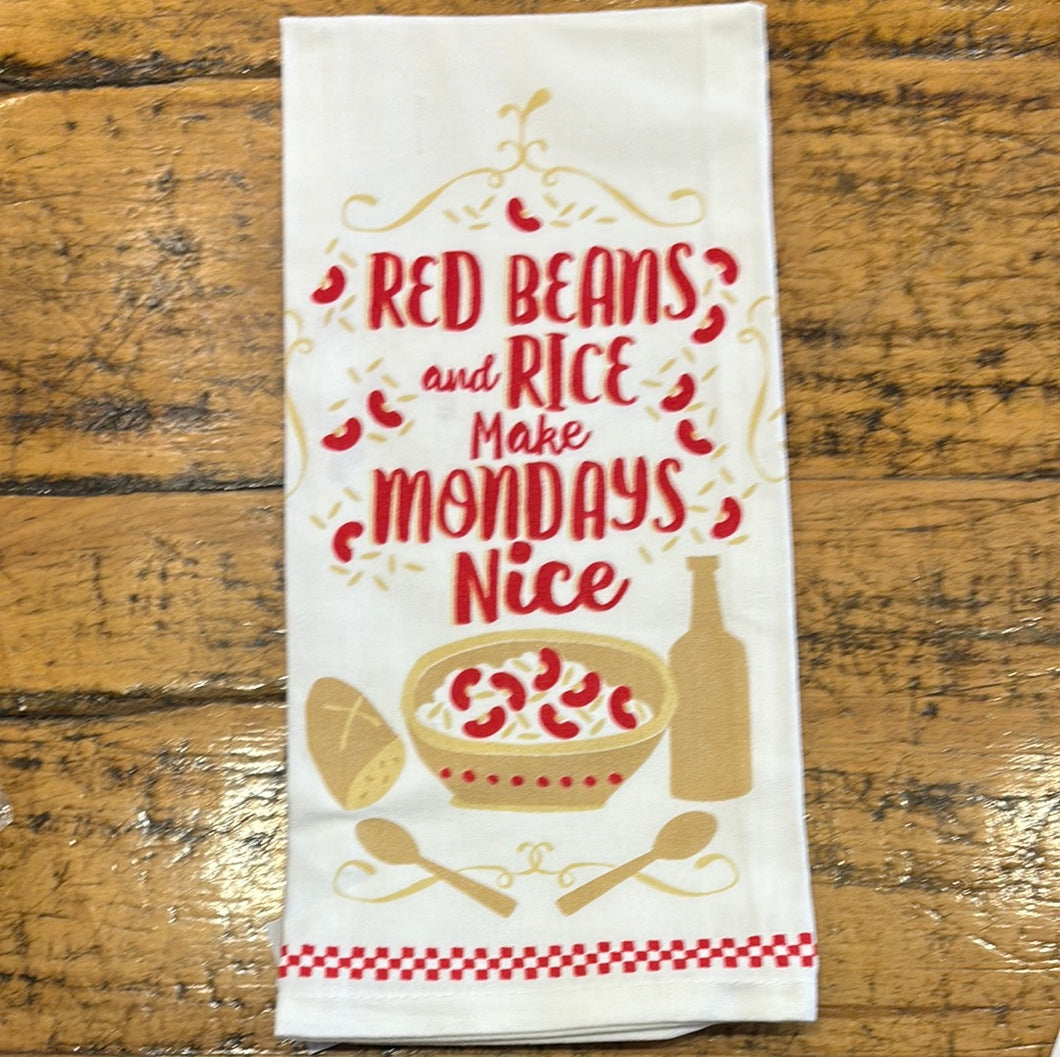 RED BEANS
and RICE
Make
MONDAYS
Nice